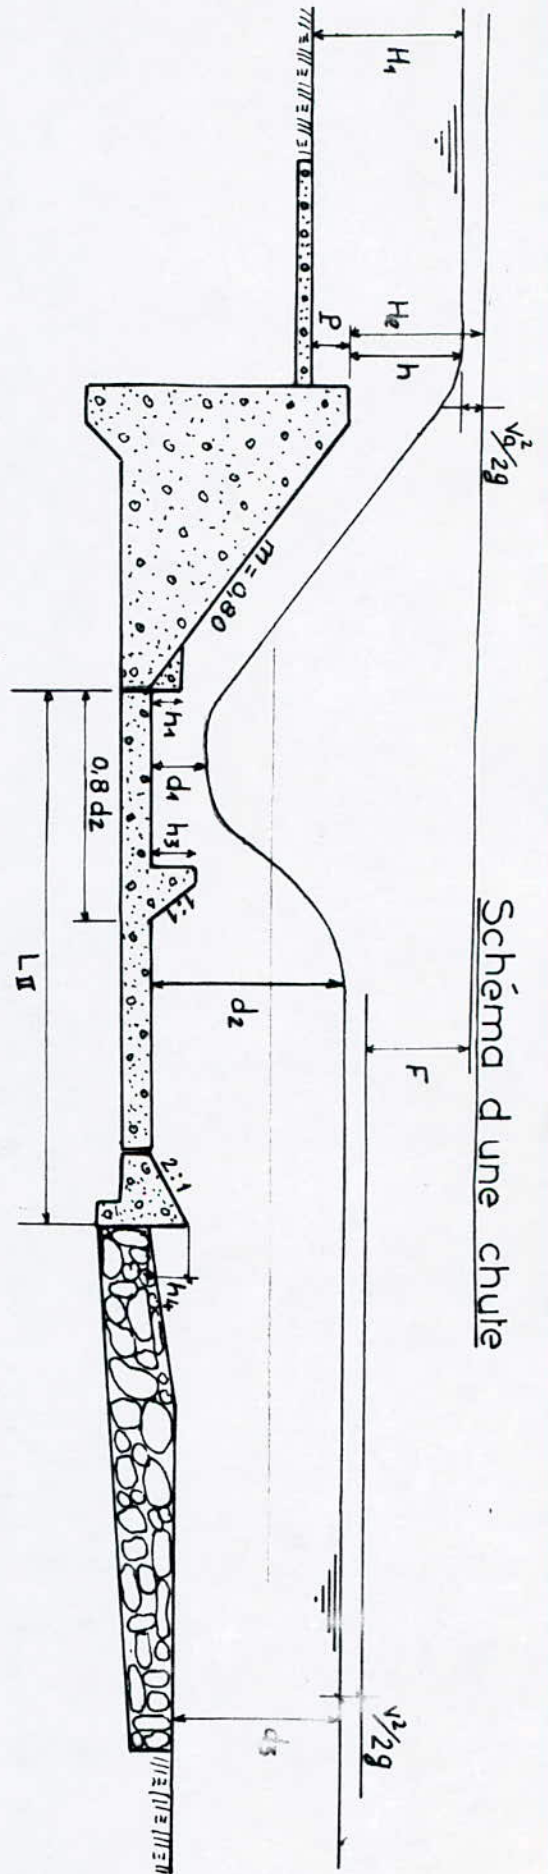 Schéma d'une chute
H1
He
h
P
Va²/2g
m=0,80
h1
d1
h3
1:1
0,8 d2
LII
d2
F
2:1
h4
d3
V²/2g